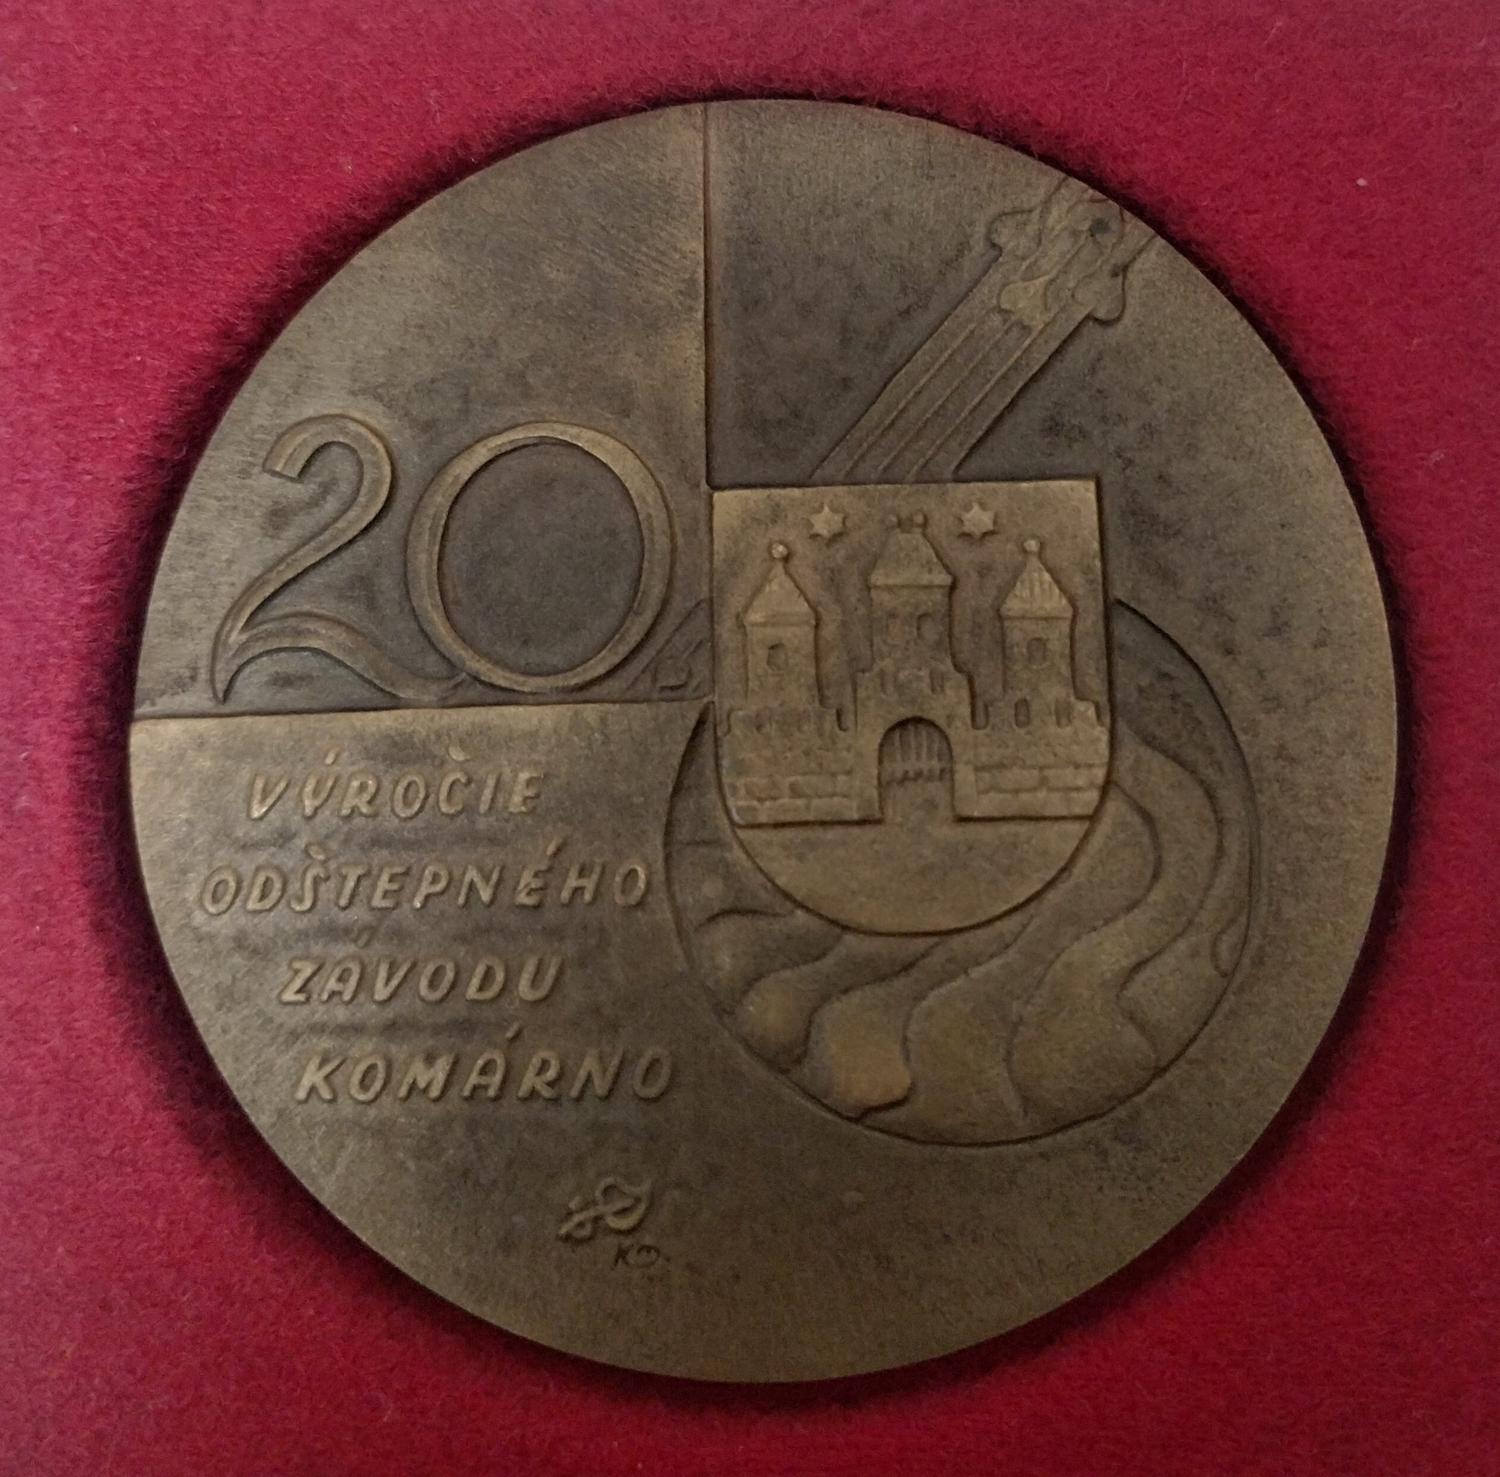 20
VÝROČIE
ODŠTEPNÉHO
ZÁVODU
KOMÁRNO